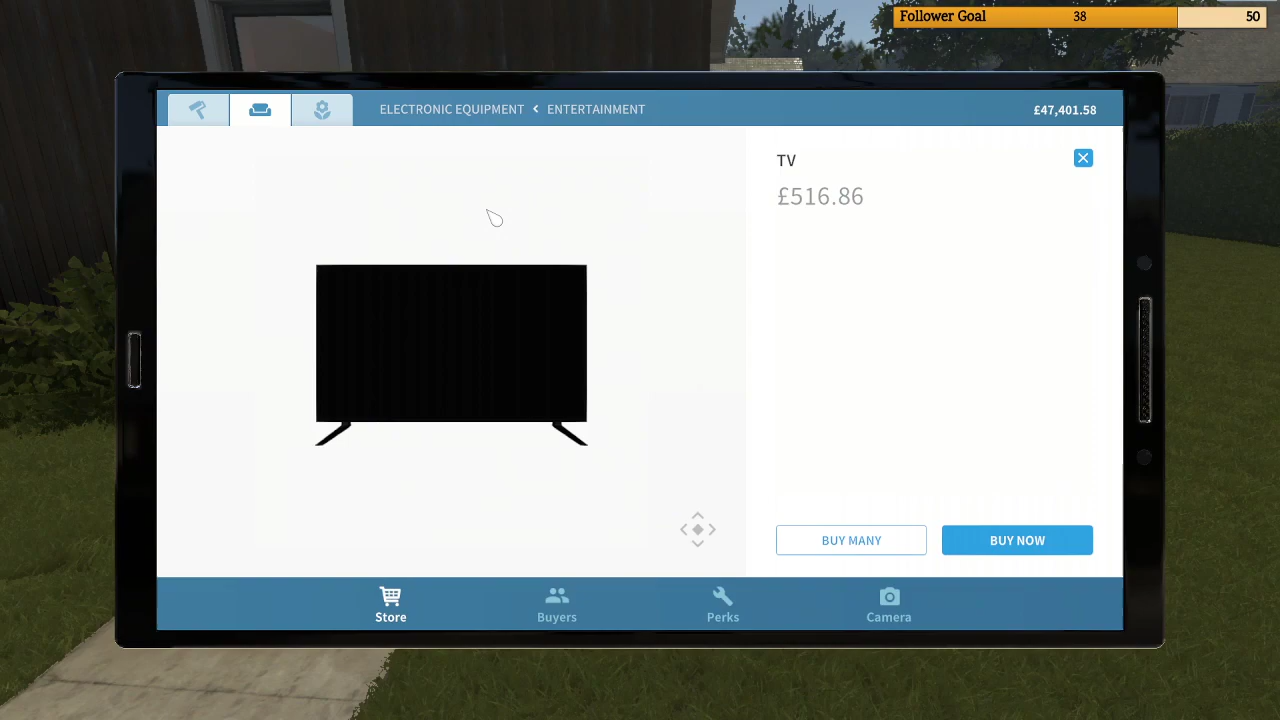 Follower Goal 38 50
ELECTRONIC EQUIPMENT < ENTERTAINMENT £47,401.58
TV
£516.86
BUY MANY BUY NOW
Store Buyers Perks Camera